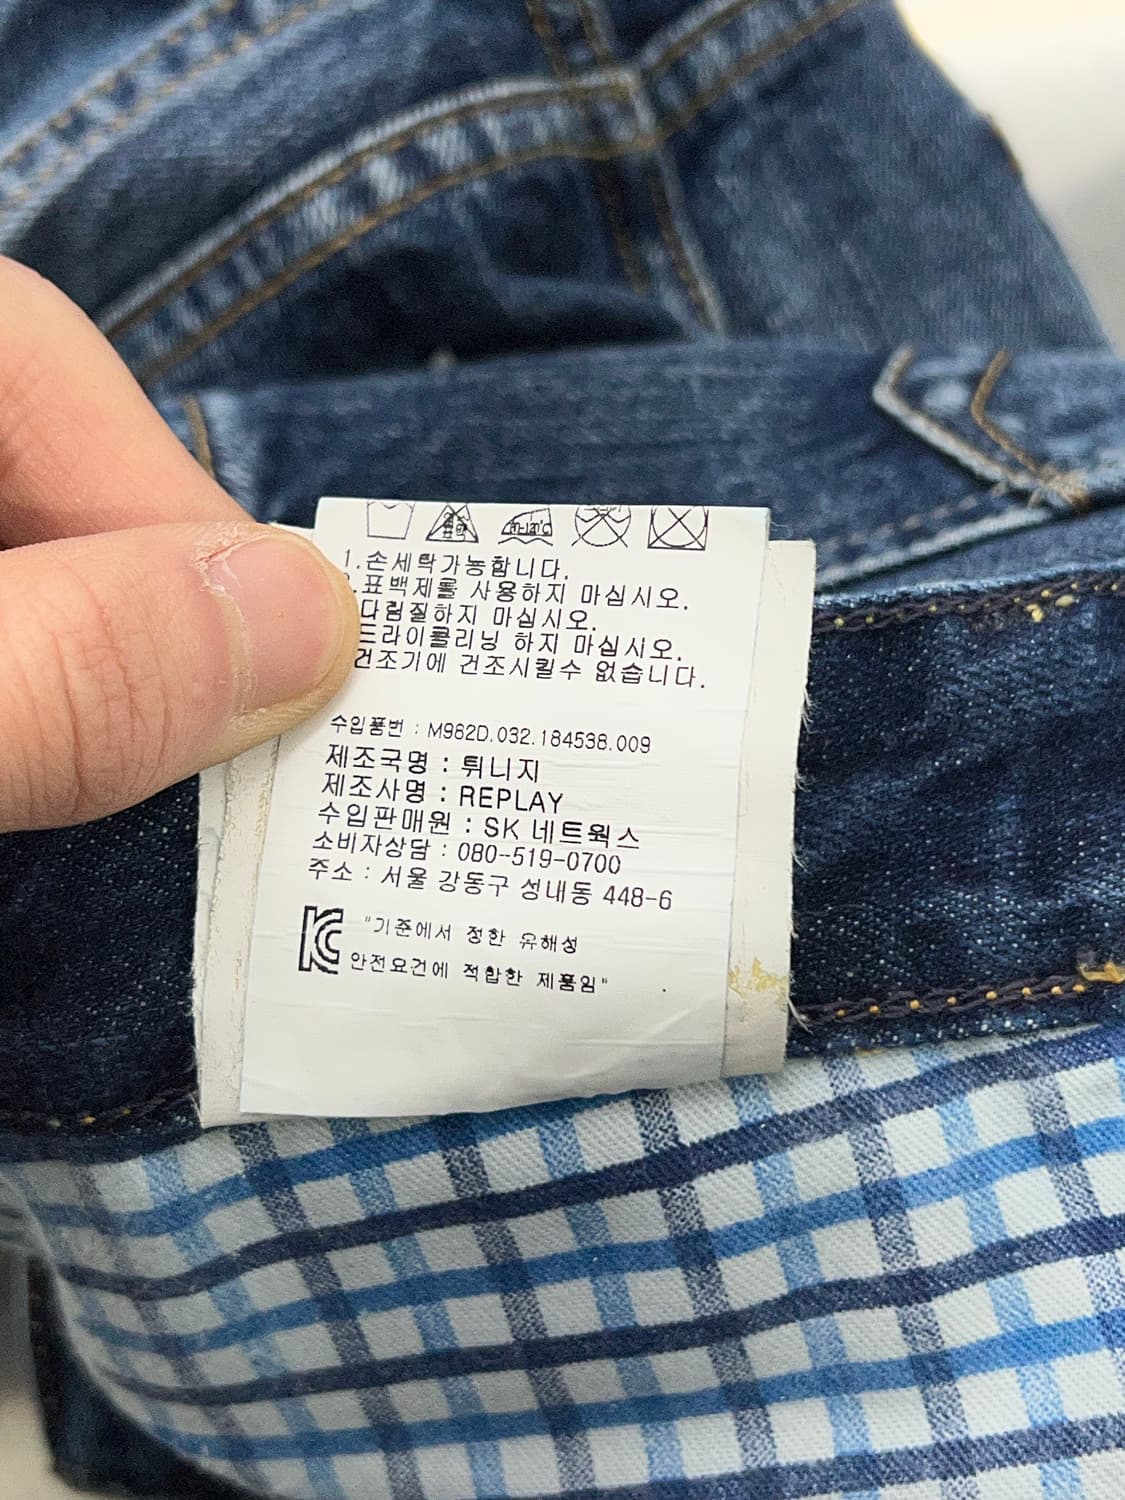 1.손세탁가능합니다.
.표백제를 사용하지 마십시오.
다림질하지 마십시오.
드라이클리닝 하지 마십시오.
건조기에 건조시킬수 없습니다.
수입품번 : M982D.032.184538.009
제조국명 : 튀니지
제조사명 : REPLAY
수입판매원 : SK 네트웍스
소비자상담 : 080-519-0700
주소 : 서울 강동구 성내동 448-6
"기준에서 정한 유해성
안전요건에 적합한 제품임"